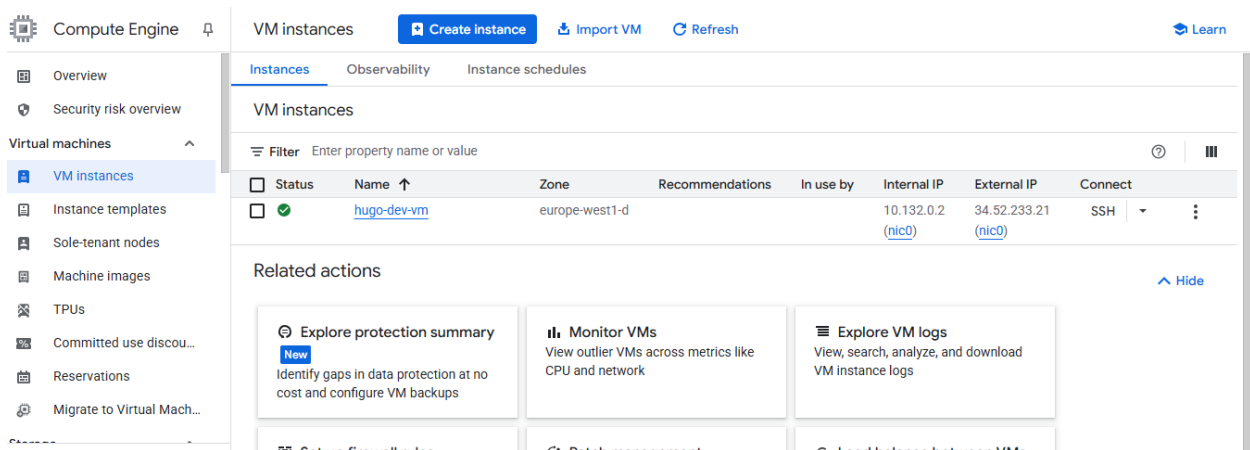 Compute Engine
VM instances
Create instance
Import VM
Refresh
Learn
Overview
Security risk overview
Virtual machines
VM instances
Instance templates
Sole-tenant nodes
Machine images
TPUs
Committed use discou...
Reservations
Migrate to Virtual Mach...
Instances Observability Instance schedules
VM instances
Filter Enter property name or value
Status Name Zone Recommendations In use by Internal IP External IP Connect
hugo-dev-vm europe-west1-d 10.132.0.2 34.52.233.21 SSH
(nic0) (nic0)
Related actions
Hide
Explore protection summary
New
Identify gaps in data protection at no
cost and configure VM backups
Monitor VMs
View outlier VMs across metrics like
CPU and network
Explore VM logs
View, search, analyze, and download
VM instance logs